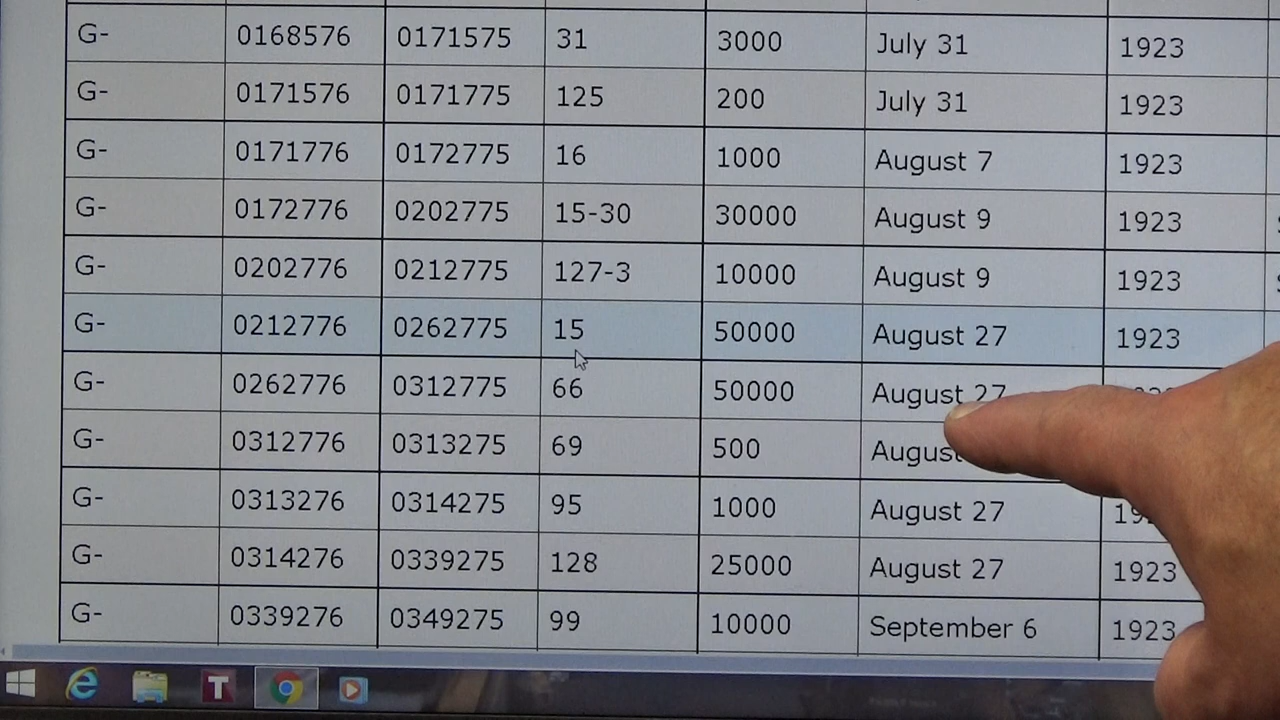 G- 0168576 0171575 31 3000 July 31 1923
G- 0171576 0171775 125 200 July 31 1923
G- 0171776 0172775 16 1000 August 7 1923
G- 0172776 0202775 15-30 30000 August 9 1923
G- 0202776 0212775 127-3 10000 August 9 1923
G- 0212776 0262775 15 50000 August 27 1923
G- 0262776 0312775 66 50000 August 27
G- 0312776 0313275 69 500 August
G- 0313276 0314275 95 1000 August 27
G- 0314276 0339275 128 25000 August 27 1923
G- 0339276 0349275 99 10000 September 6 1923
T